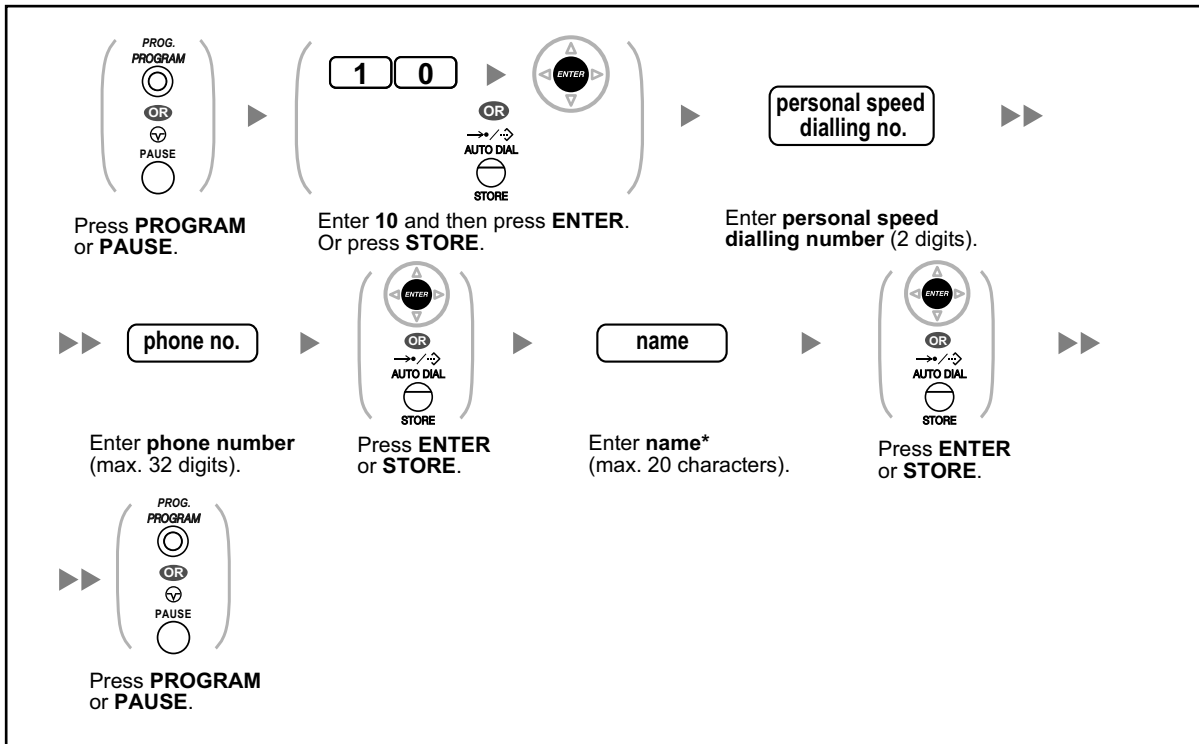 PROG.
PROGRAM
OR
PAUSE
Press PROGRAM
or PAUSE.
1 0
ENTER
OR
AUTO DIAL
STORE
Enter 10 and then press ENTER.
Or press STORE.
personal speed
dialling no.
Enter personal speed
dialling number (2 digits).
phone no.
Enter phone number
(max. 32 digits).
ENTER
OR
AUTO DIAL
STORE
Press ENTER
or STORE.
name
Enter name*
(max. 20 characters).
ENTER
OR
AUTO DIAL
STORE
Press ENTER
or STORE.
PROG.
PROGRAM
OR
PAUSE
Press PROGRAM
or PAUSE.